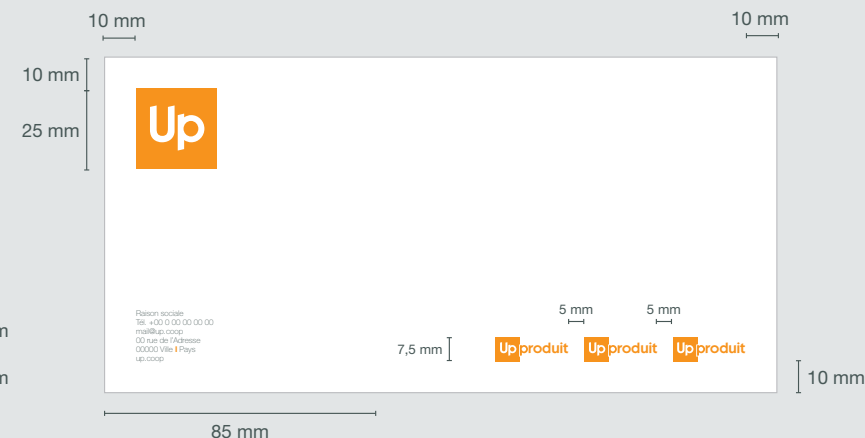 10 mm
10 mm
10 mm
25 mm
Up
Raison sociale
Tél. +00 0 00 00 00 00
mail@up.coop
00 rue de l'Adresse
00000 Ville I Pays
up.coop
m
m
5 mm
5 mm
7,5 mm
Up produit
Up produit
Up produit
10 mm
85 mm